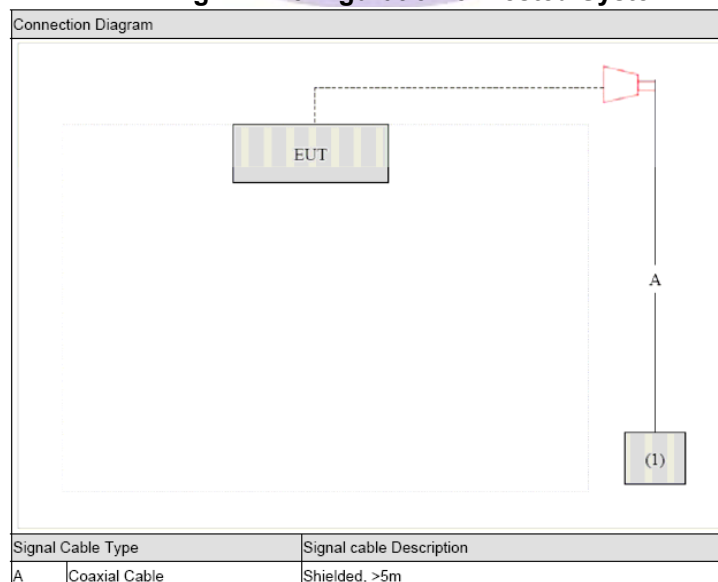 Connection Diagram
EUT
A
(1)
Signal Cable Type Signal cable Description
A Coaxial Cable Shielded, >5m